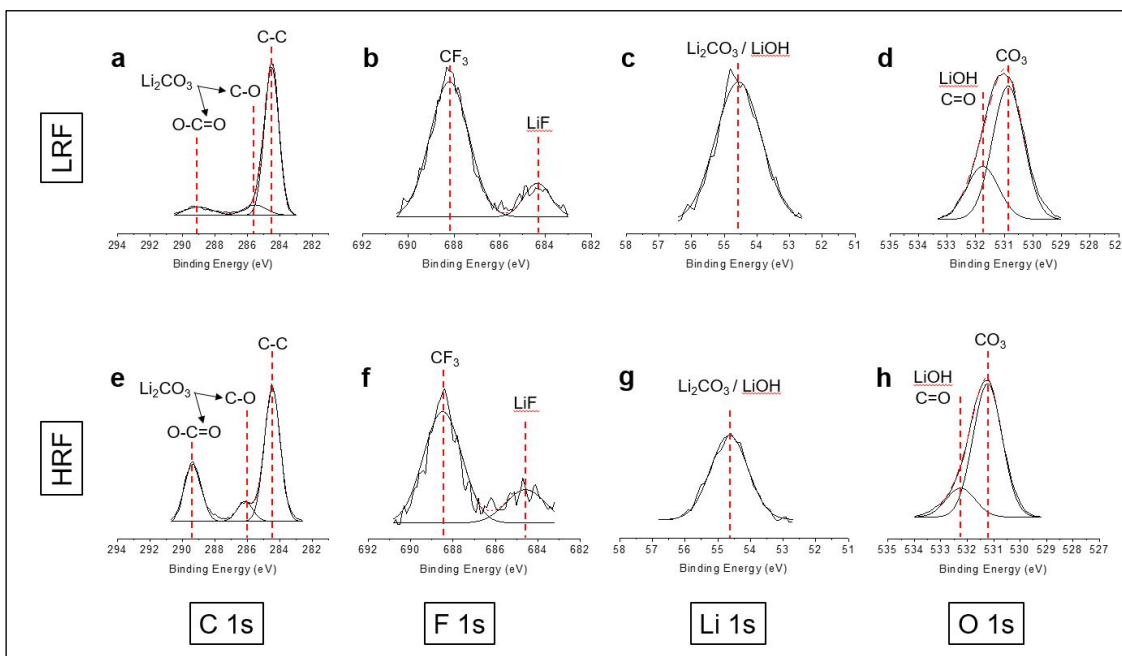 LRF
a
C-C
Li2CO3
C-O
O-C=O
294 292 290 288 286 284 282 281
Binding Energy (eV)
b
CF3
LiF
692 690 688 686 684 682
Binding Energy (eV)
c
Li2CO3 / LiOH
58 57 56 55 54 53 52 51
Binding Energy (eV)
d
CO3
LiOH
C=O
535 534 533 532 531 530 529 52
Binding Energy (eV)
HRF
e
C-C
Li2CO3
C-O
O-C=O
294 292 290 288 286 284 282 281
Binding Energy (eV)
f
CF3
LiF
692 690 688 686 684 682
Binding Energy (eV)
g
Li2CO3 / LiOH
58 57 56 55 54 53 52 51
Binding Energy (eV)
h
CO3
LiOH
C=O
535 534 533 532 531 530 529 528 527
Binding Energy (eV)
C 1s
F 1s
Li 1s
O 1s